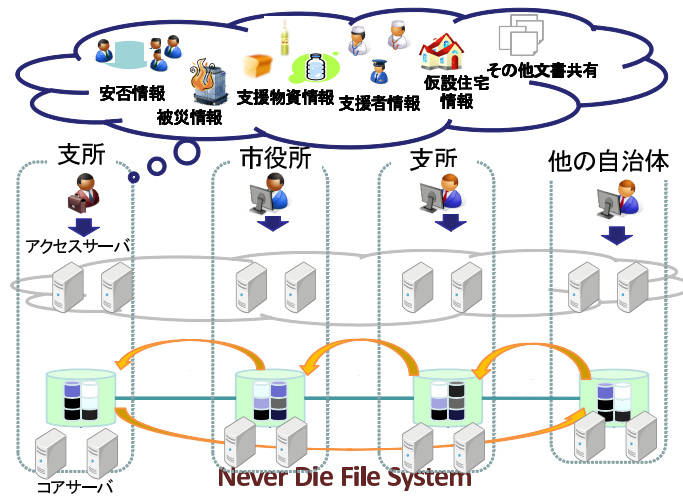 安否情報
被災情報
支援物資情報
支援者情報
仮設住宅
情報
その他文書共有
支所
市役所
支所
他の自治体
アクセスサーバ
コアサーバ
Never Die File System